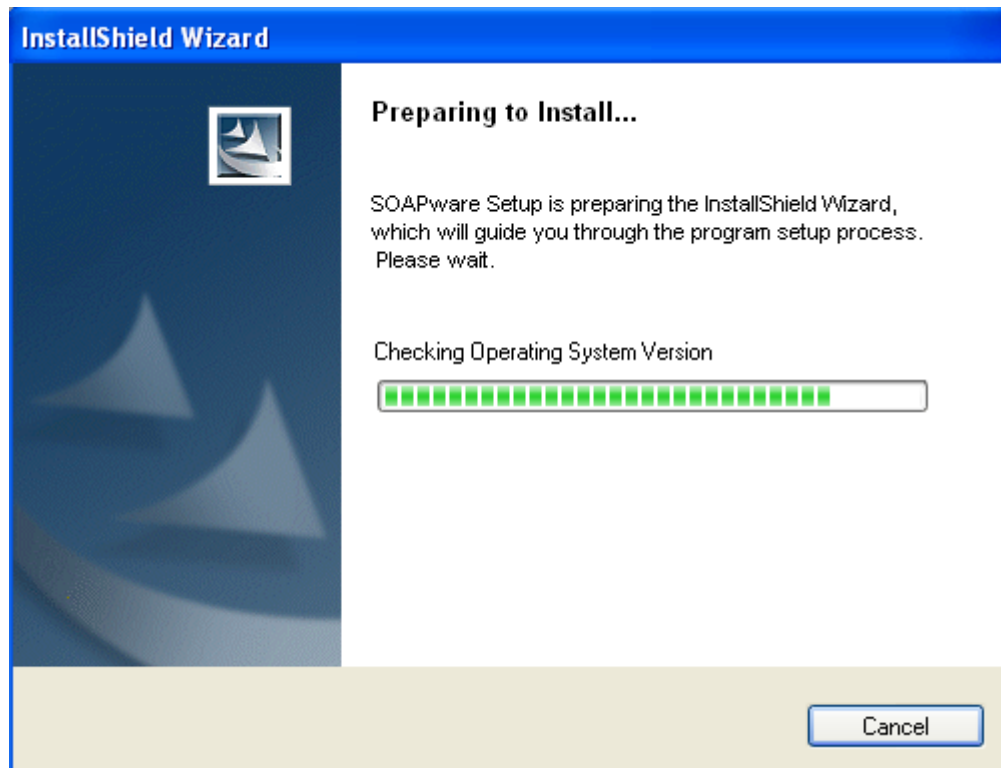 InstallShield Wizard
Preparing to Install...
SOAPware Setup is preparing the InstallShield Wizard,
which will guide you through the program setup process.
Please wait.
Checking Operating System Version
Cancel